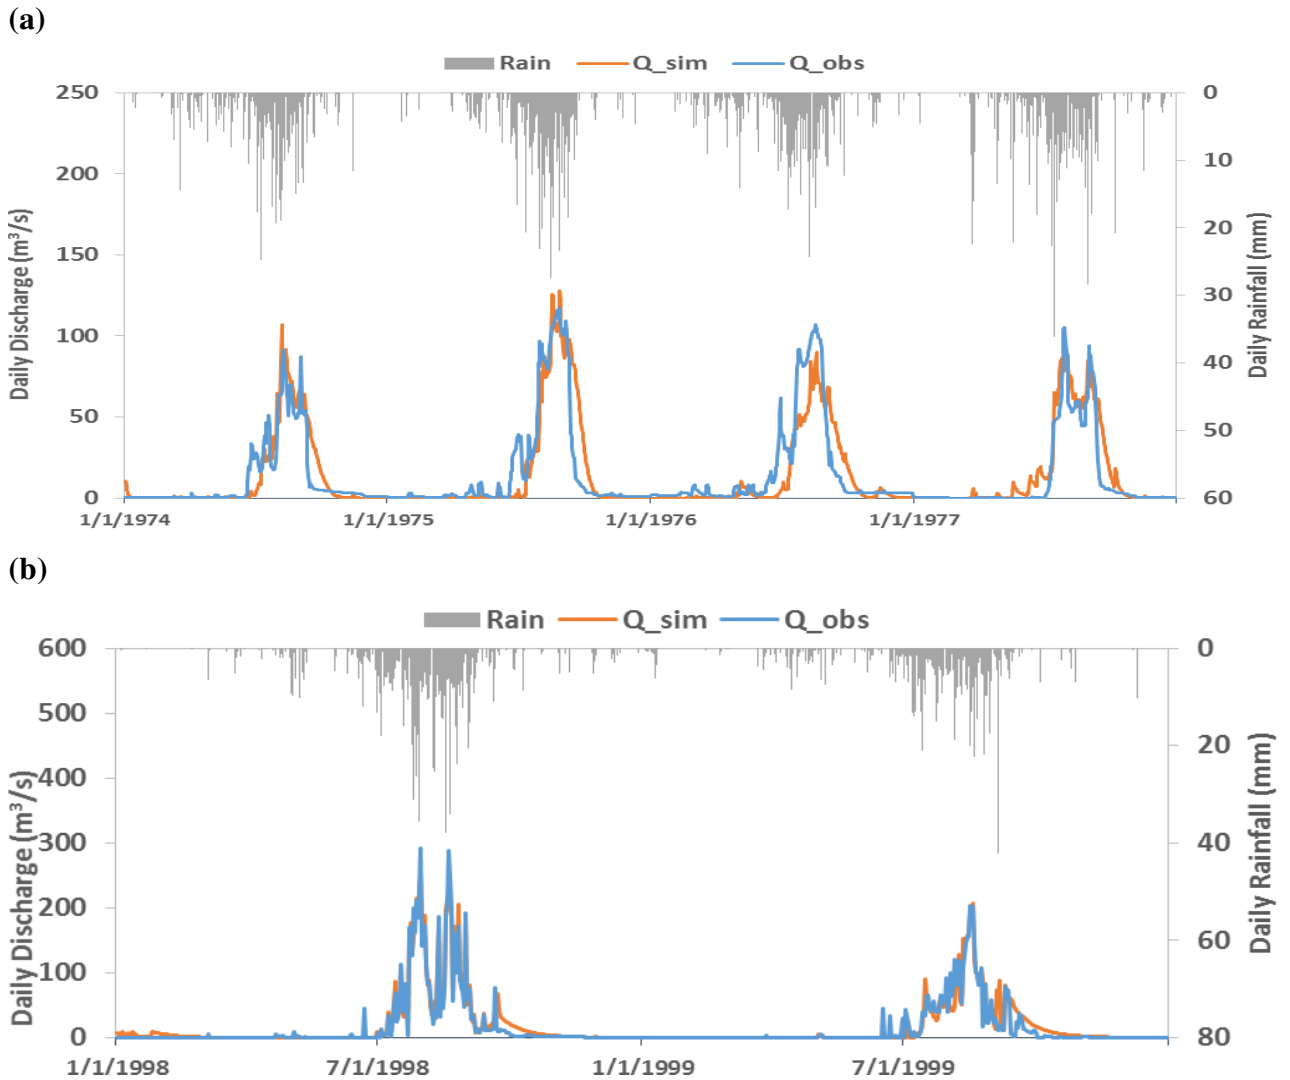 (a)
Rain Q_sim Q_obs
250
200
150
100
50
0
Daily Discharge (m³/s)
0
10
20
30
40
50
60
Daily Rainfall (mm)
1/1/1974 1/1/1975 1/1/1976 1/1/1977
(b)
Rain Q_sim Q_obs
600
500
400
300
200
100
0
Daily Discharge (m³/s)
0
20
40
60
80
Daily Rainfall (mm)
1/1/1998 7/1/1998 1/1/1999 7/1/1999